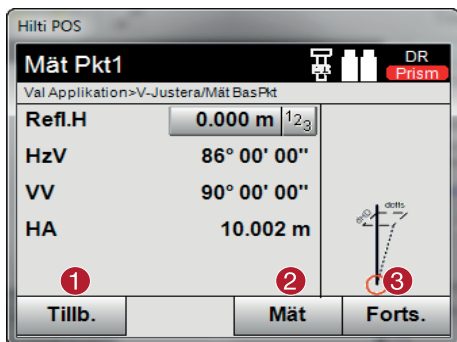 Hilti POS
Mät Pkt1
DR
Prism
Val Applikation>V-Justera/Mät BasPkt
Refl.H 0.000 m 123
HzV 86° 00' 00"
VV 90° 00' 00"
HA 10.002 m
1 2 3
Tillb. Mät Forts.